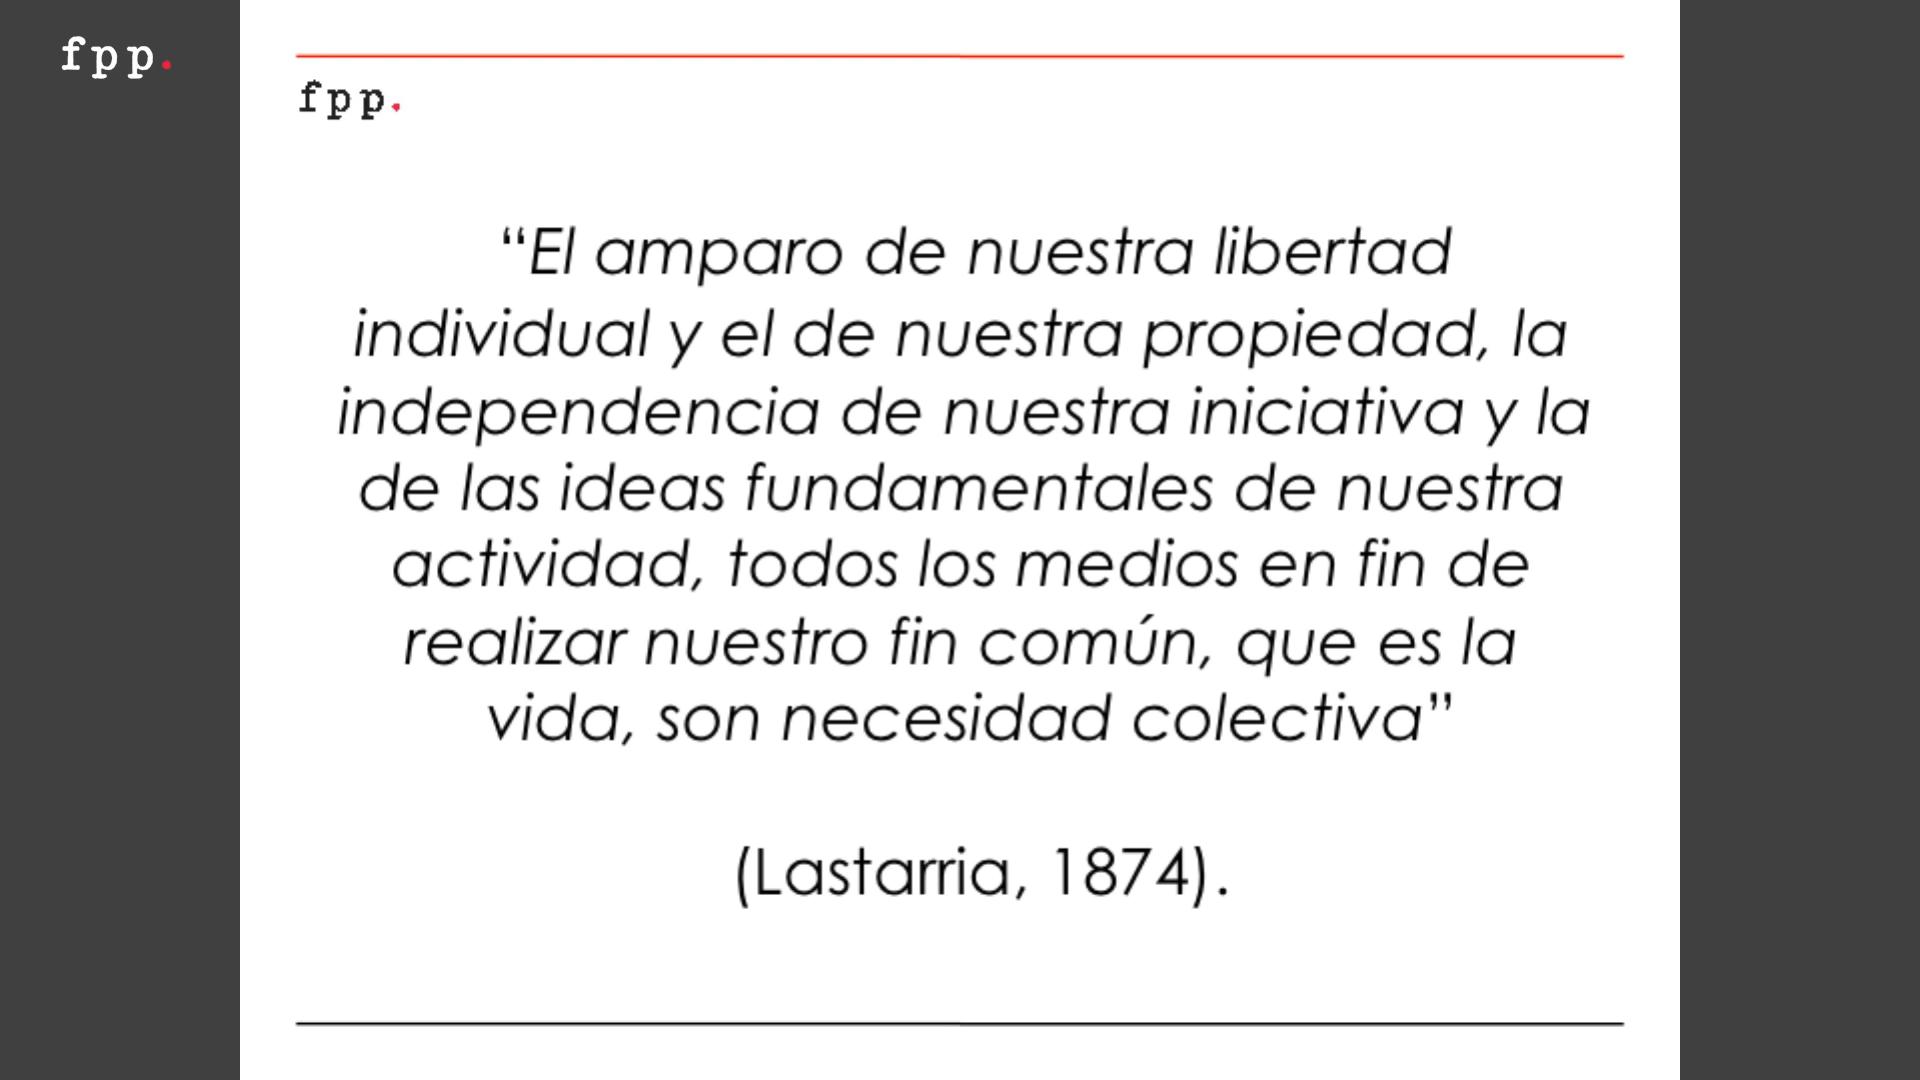 fpp.
fpp.
“El amparo de nuestra libertad
individual y el de nuestra propiedad, la
independencia de nuestra iniciativa y la
de las ideas fundamentales de nuestra
actividad, todos los medios en fin de
realizar nuestro fin común, que es la
vida, son necesidad colectiva”
(Lastarria, 1874).